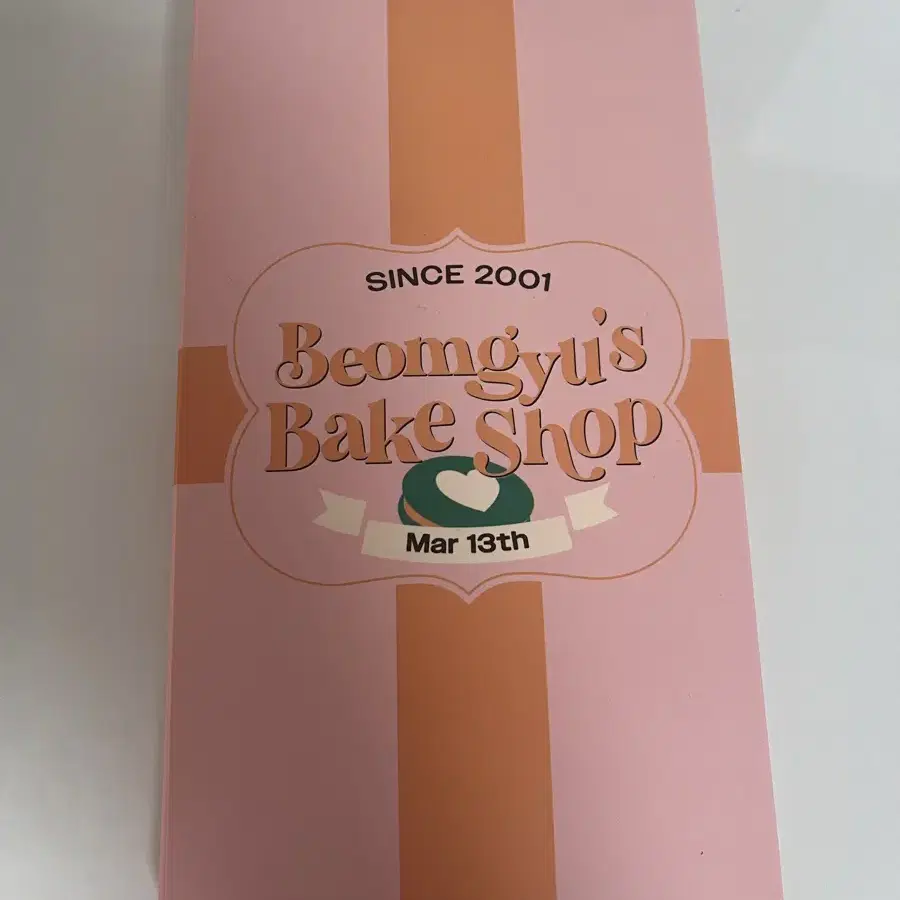 SINCE 2001
Beomgyu's
Bake Shop
Mar 13th